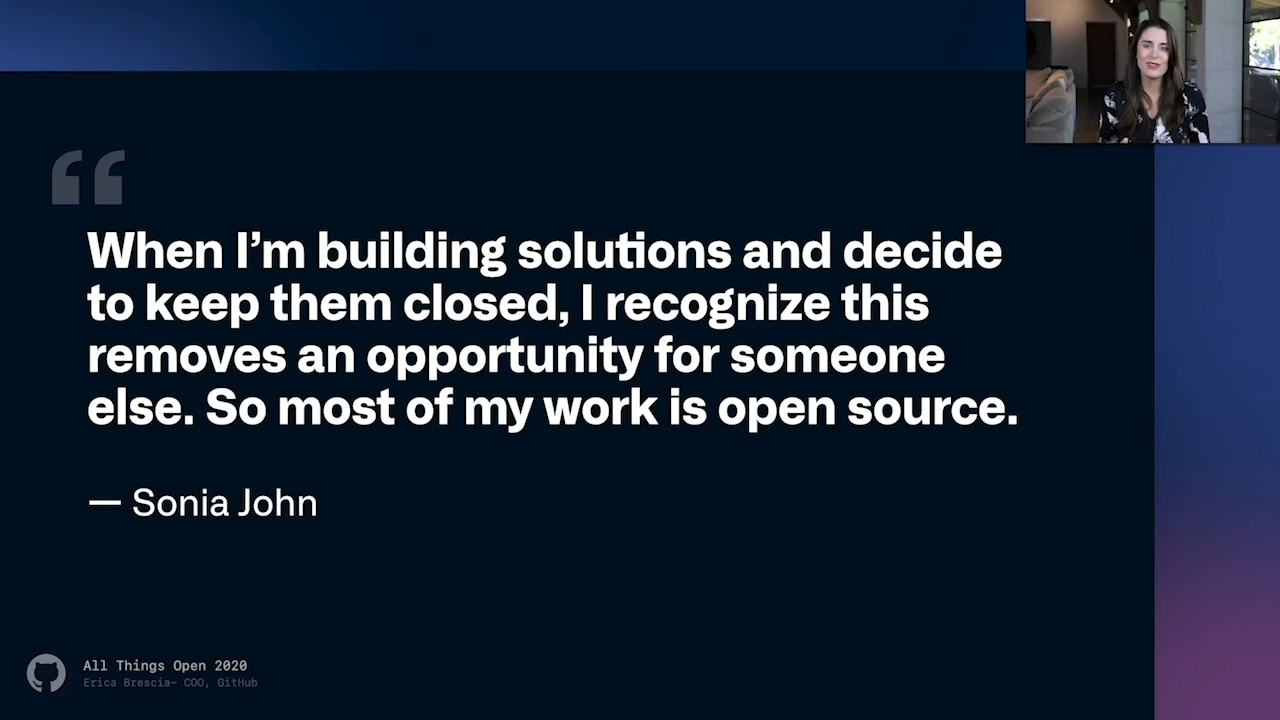 When I’m building solutions and decide
to keep them closed, I recognize this
removes an opportunity for someone
else. So most of my work is open source.
— Sonia John
All Things Open 2020
Erica Brescia– COO, GitHub